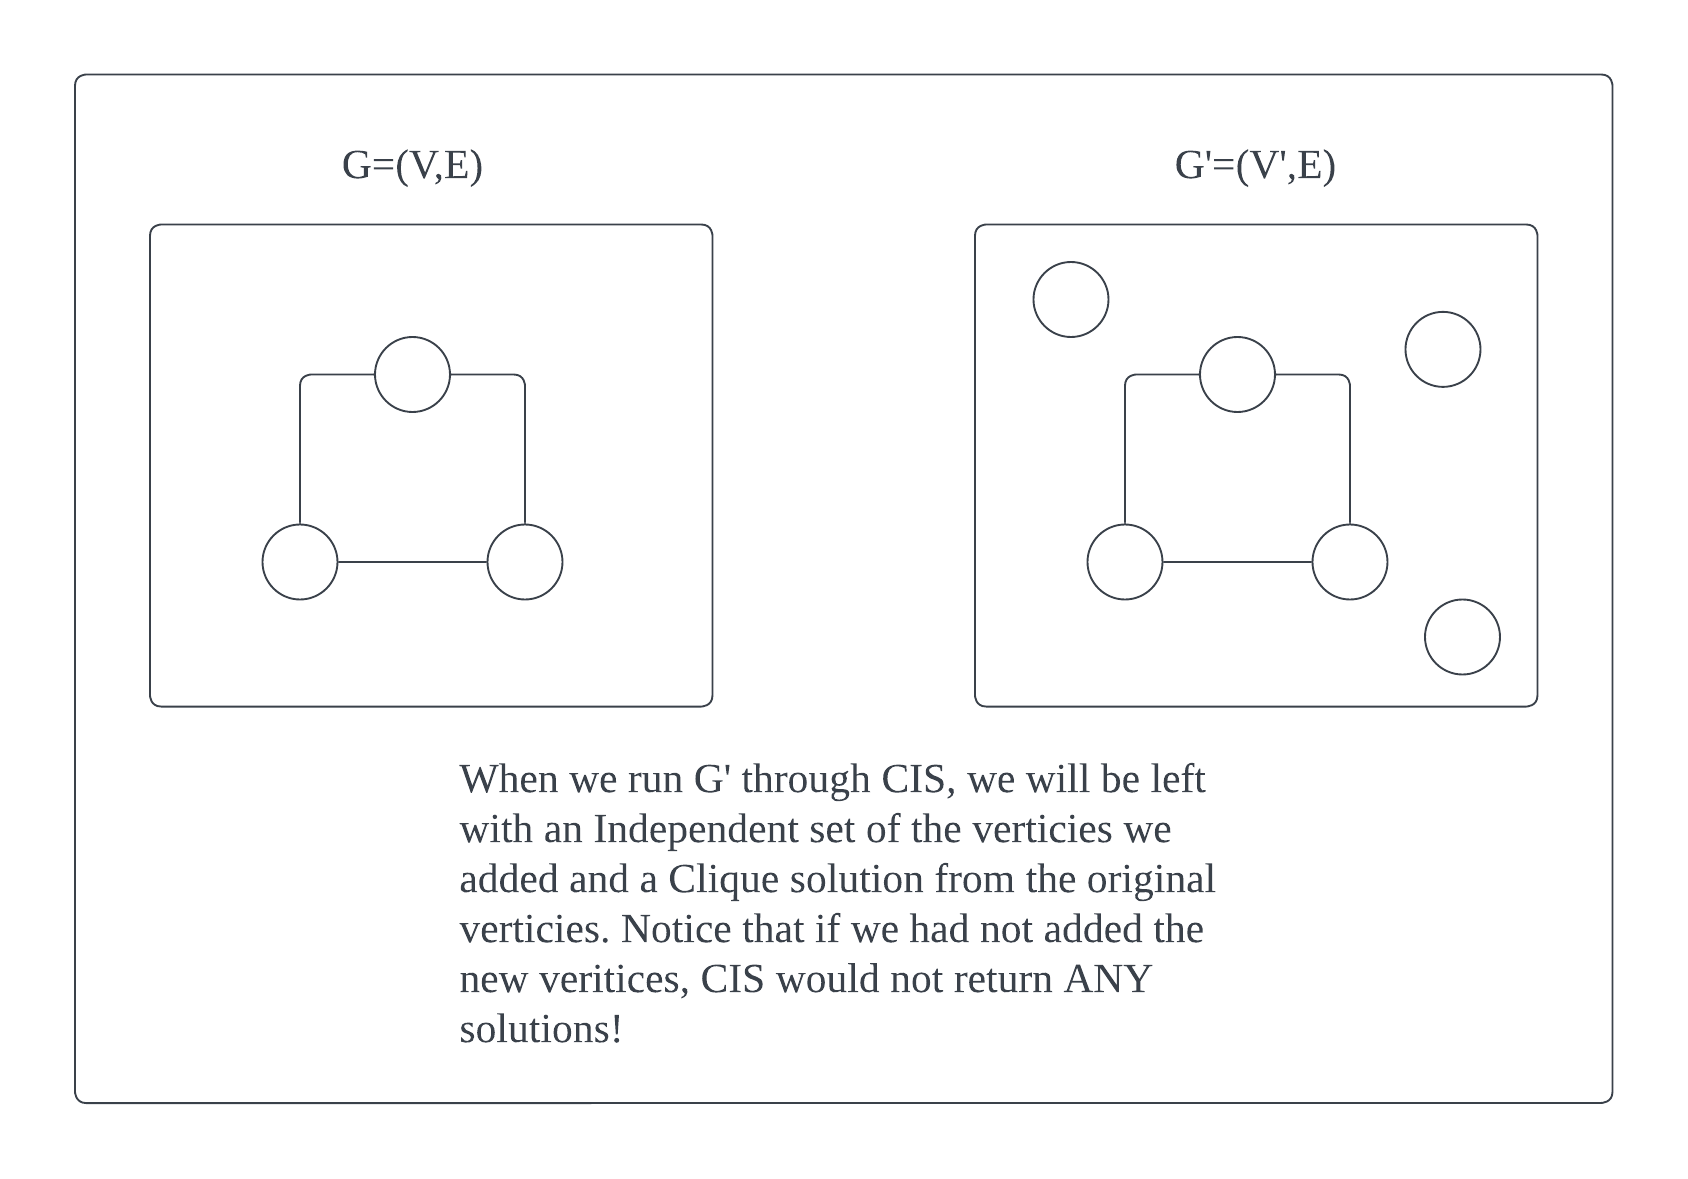 G=(V,E)
G'=(V',E)
When we run G' through CIS, we will be left
with an Independent set of the verticies we
added and a Clique solution from the original
verticies. Notice that if we had not added the
new veritices, CIS would not return ANY
solutions!